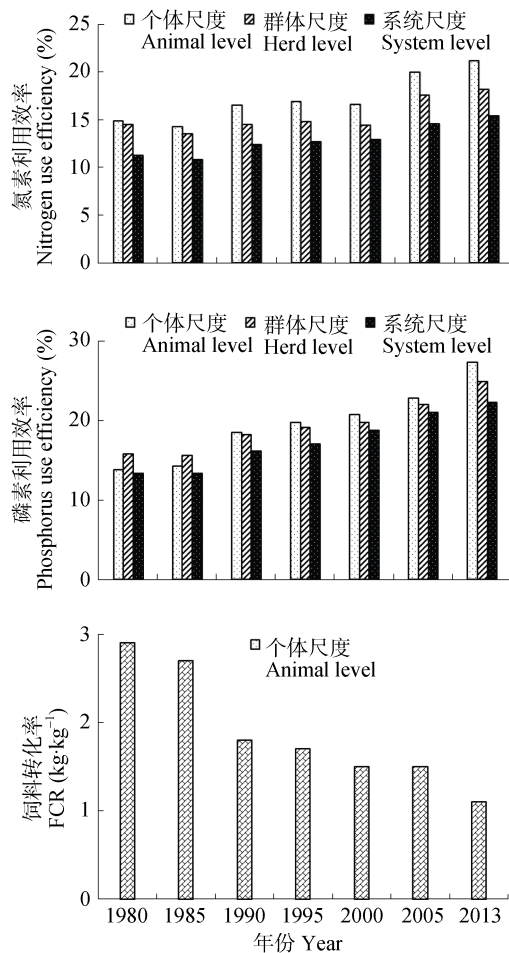 个体尺度 群体尺度 系统尺度
Animal level Herd level System level
氮素利用效率
Nitrogen use efficiency (%)
25
20
15
10
5
0
个体尺度 群体尺度 系统尺度
Animal level Herd level System level
磷素利用效率
Phosphorus use efficiency (%)
30
20
10
0
个体尺度
Animal level
饲料转化率
FCR (kg·kg⁻¹)
3
2
1
0
1980 1985 1990 1995 2000 2005 2013
年份 Year